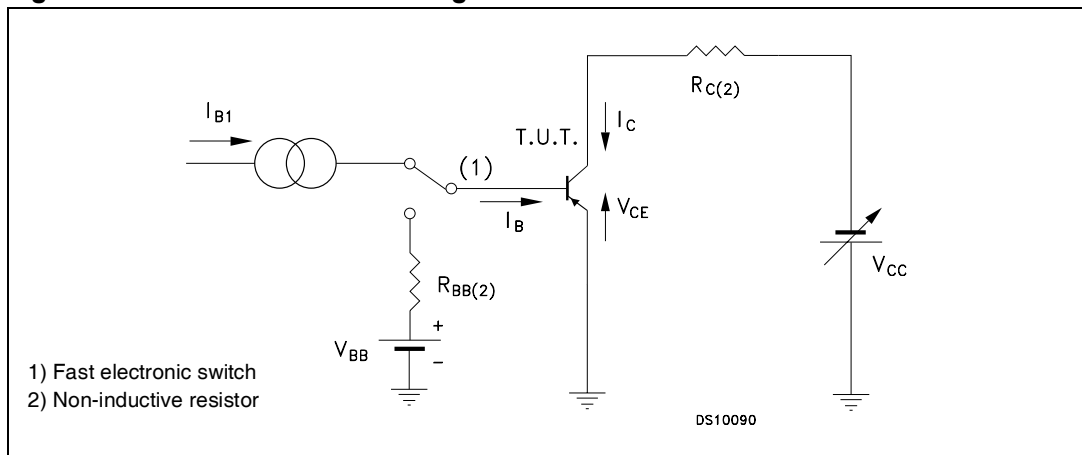 I_B1
R_C(2)
I_C
T.U.T.
(1)
I_B
V_CE
V_CC
R_BB(2)
+
V_BB
−
1) Fast electronic switch
2) Non-inductive resistor
DS10090